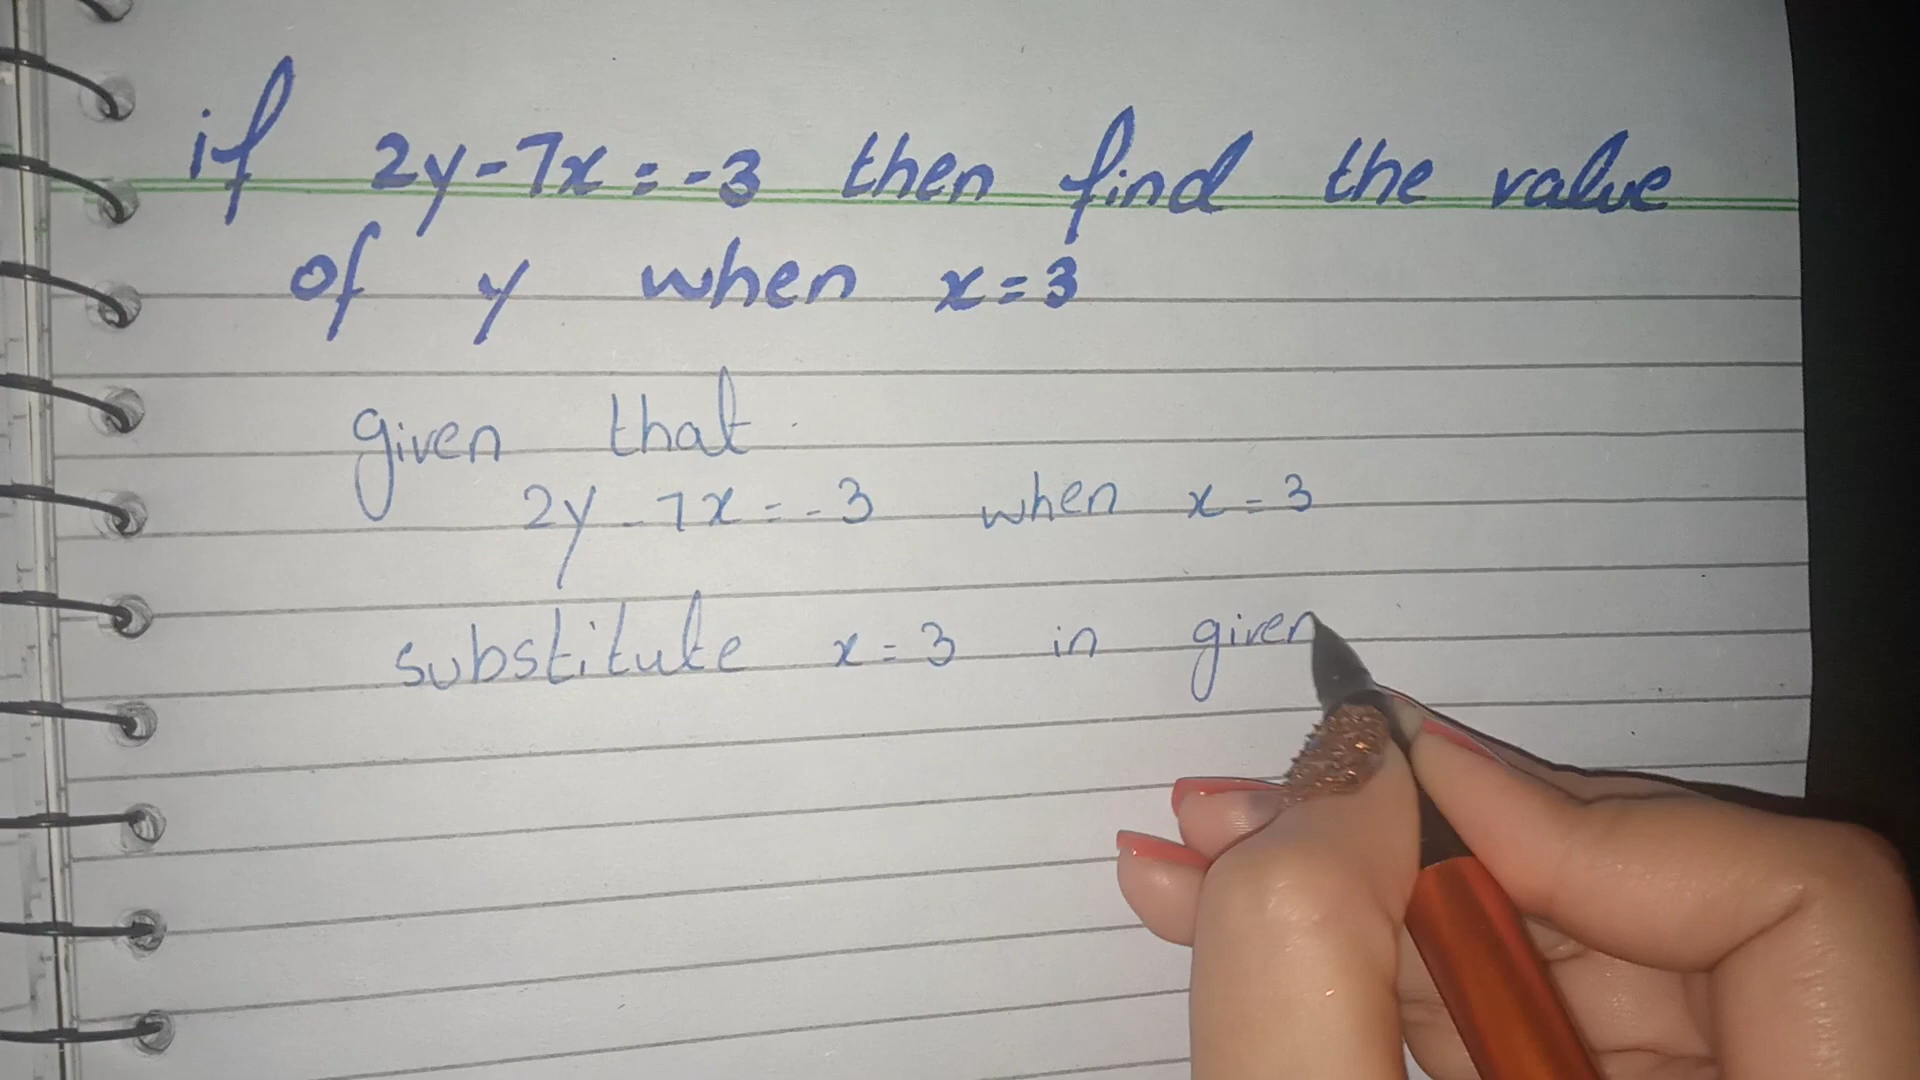 if 2y-7x=-3 then find the value
of y when x=3
given that
2y-7x=-3 when x=3
substitute x=3 in given